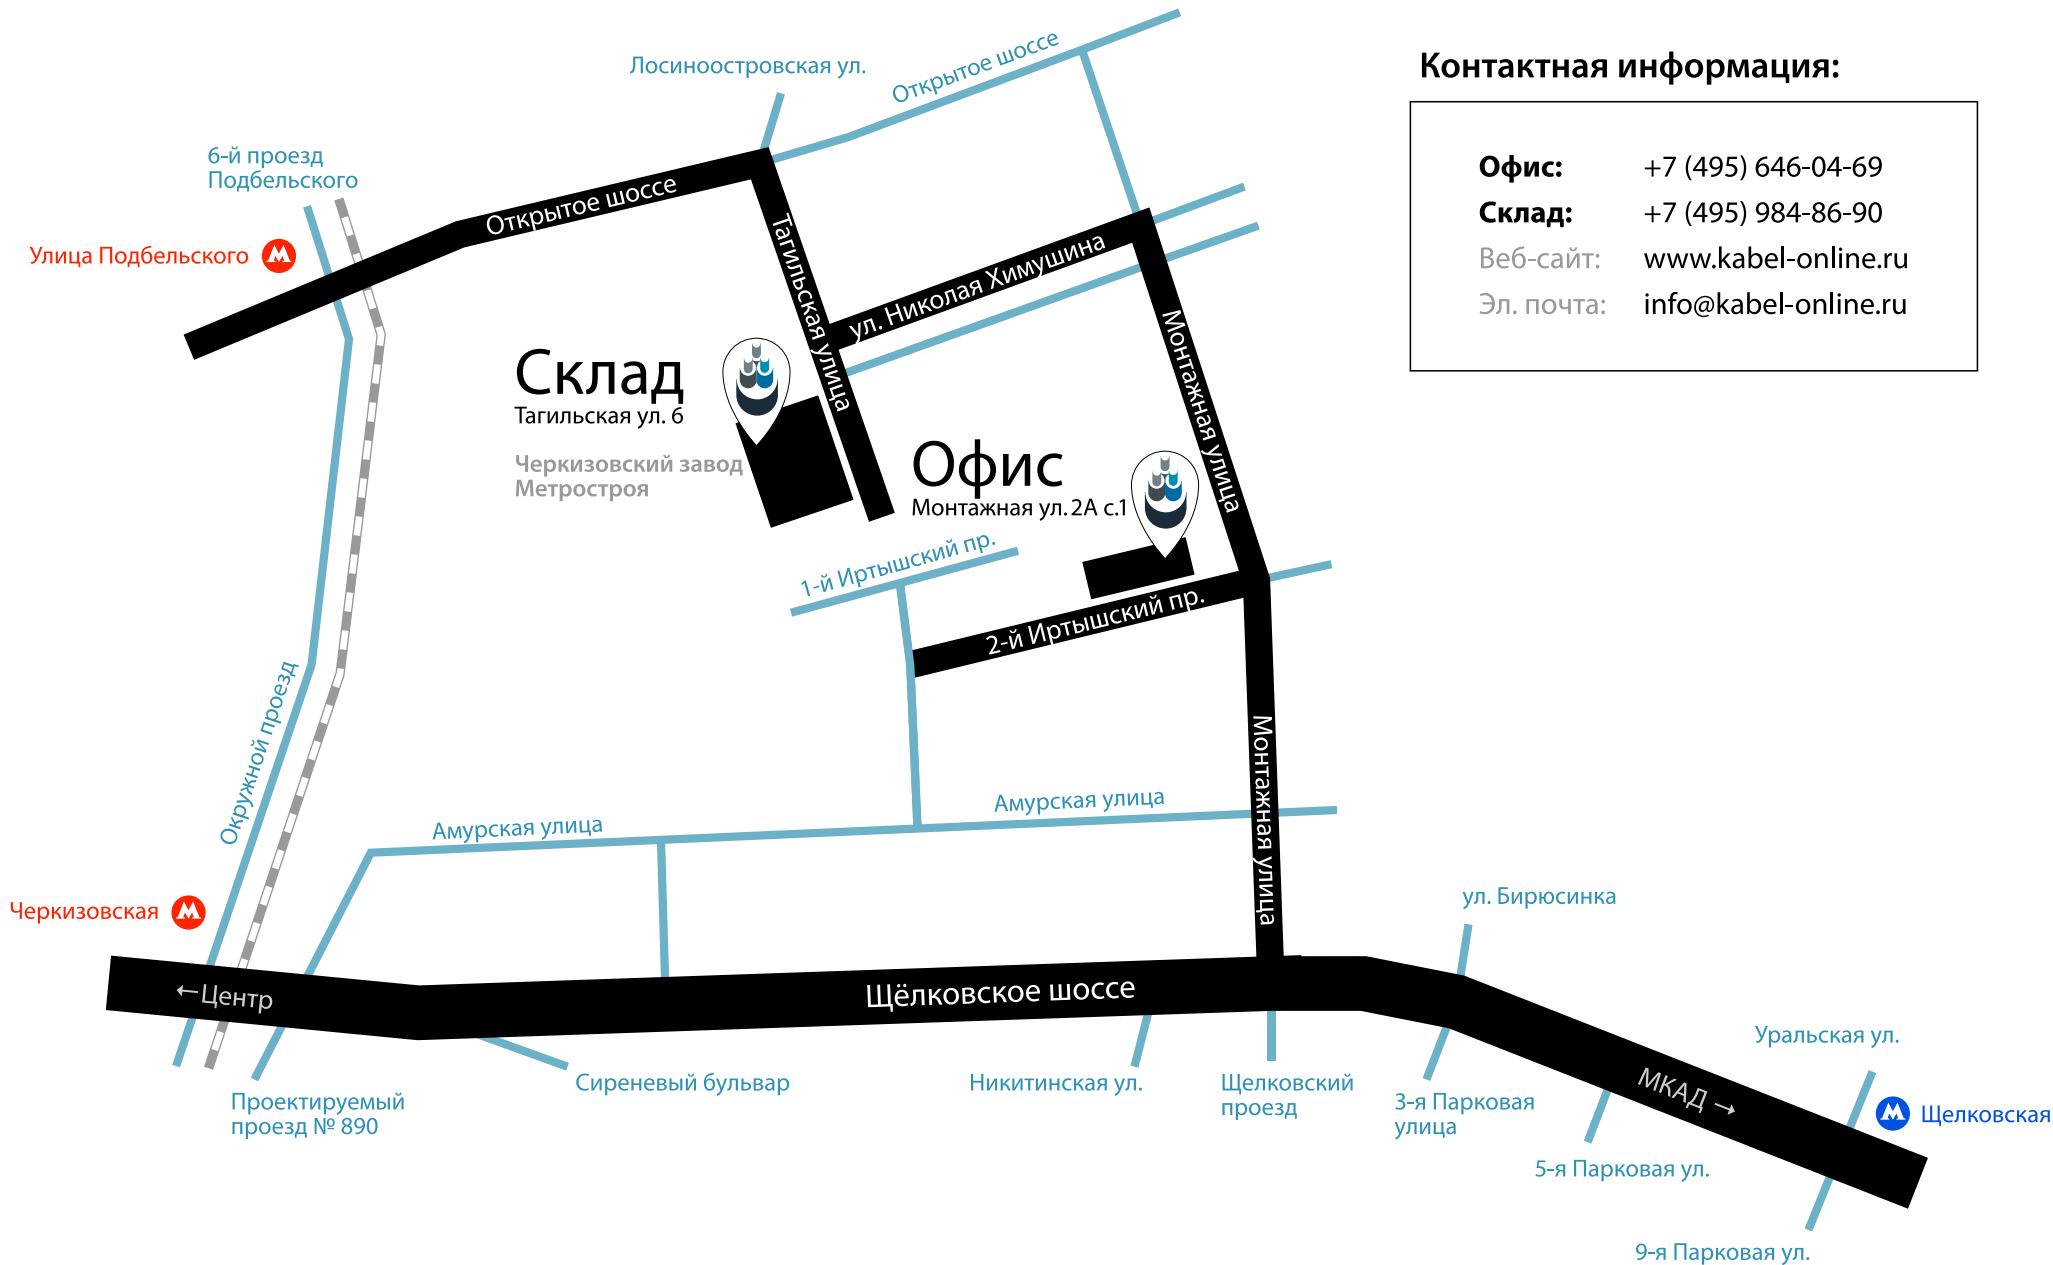 Контактная информация:
Офис: +7 (495) 646-04-69
Склад: +7 (495) 984-86-90
Веб-сайт: www.kabel-online.ru
Эл. почта: info@kabel-online.ru
Лосиноостровская ул.
Открытое шоссе
6-й проезд
Подбельского
Открытое шоссе
Улица Подбельского
Тагильская улица
ул. Николая Химушина
Монтажная улица
Склад
Тагильская ул. 6
Черкизовский завод
Метростроя
Офис
Монтажная ул. 2А с.1
1-й Иртышский пр.
2-й Иртышский пр.
Окружной проезд
Монтажная улица
Амурская улица
Амурская улица
Черкизовская
ул. Бирюсинка
←Центр
Щёлковское шоссе
Уральская ул.
МКАД →
Щелковская
Проектируемый
проезд № 890
Сиреневый бульвар
Никитинская ул.
Щелковский
проезд
3-я Парковая
улица
5-я Парковая ул.
9-я Парковая ул.